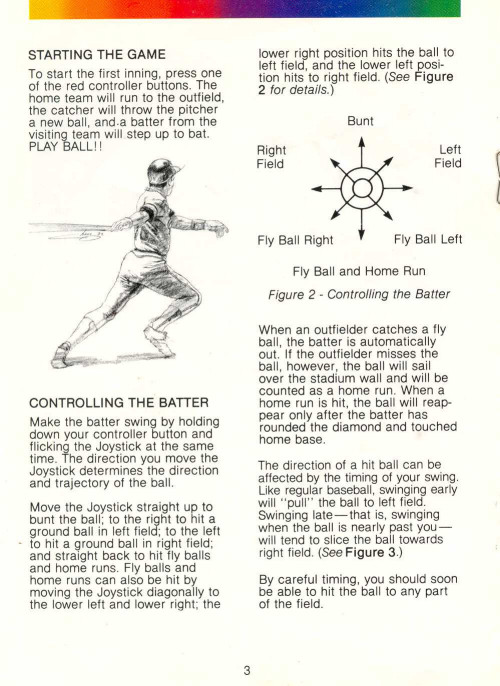 STARTING THE GAME
To start the first inning, press one
of the red controller buttons. The
home team will run to the outfield,
the catcher will throw the pitcher
a new ball, and a batter from the
visiting team will step up to bat.
PLAY BALL!!
CONTROLLING THE BATTER
Make the batter swing by holding
down your controller button and
flicking the Joystick at the same
time. The direction you move the
Joystick determines the direction
and trajectory of the ball.
Move the Joystick straight up to
bunt the ball; to the right to hit a
ground ball in left field; to the left
to hit a ground ball in right field;
and straight back to hit fly balls
and home runs. Fly balls and
home runs can also be hit by
moving the Joystick diagonally to
the lower left and lower right; the
lower right position hits the ball to
left field, and the lower left posi-
tion hits to right field. (See Figure
2 for details.)
Bunt
Right
Field
Left
Field
Fly Ball Right
Fly Ball Left
Fly Ball and Home Run
Figure 2 - Controlling the Batter
When an outfielder catches a fly
ball, the batter is automatically
out. If the outfielder misses the
ball, however, the ball will sail
over the stadium wall and will be
counted as a home run. When a
home run is hit, the ball will reap-
pear only after the batter has
rounded the diamond and touched
home base.
The direction of a hit ball can be
affected by the timing of your swing.
Like regular baseball, swinging early
will "pull" the ball to left field.
Swinging late—that is, swinging
when the ball is nearly past you—
will tend to slice the ball towards
right field. (See Figure 3.)
By careful timing, you should soon
be able to hit the ball to any part
of the field.
3